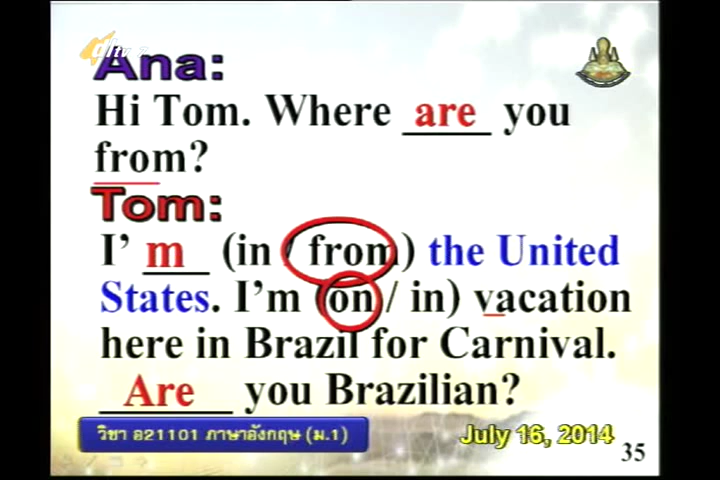 Ana:
Hi Tom. Where are you
from?
Tom:
I' m (in / from) the United
States. I'm (on / in) vacation
here in Brazil for Carnival.
Are you Brazilian?
วิชา อ21101 ภาษาอังกฤษ (ม.1)
July 16, 2014
35